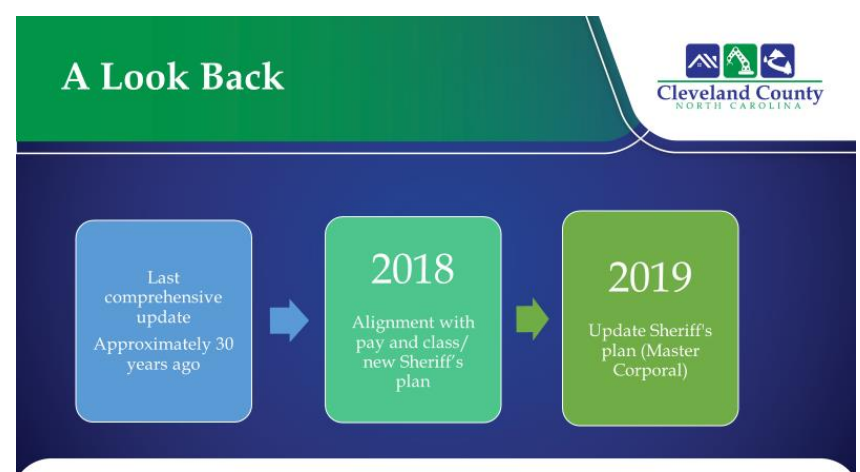 A Look Back
Cleveland County
NORTH CAROLINA
Last
comprehensive
update
Approximately 30
years ago
2018
Alignment with
pay and class/
new Sheriff’s
plan
2019
Update Sheriff's
plan (Master
Corporal)